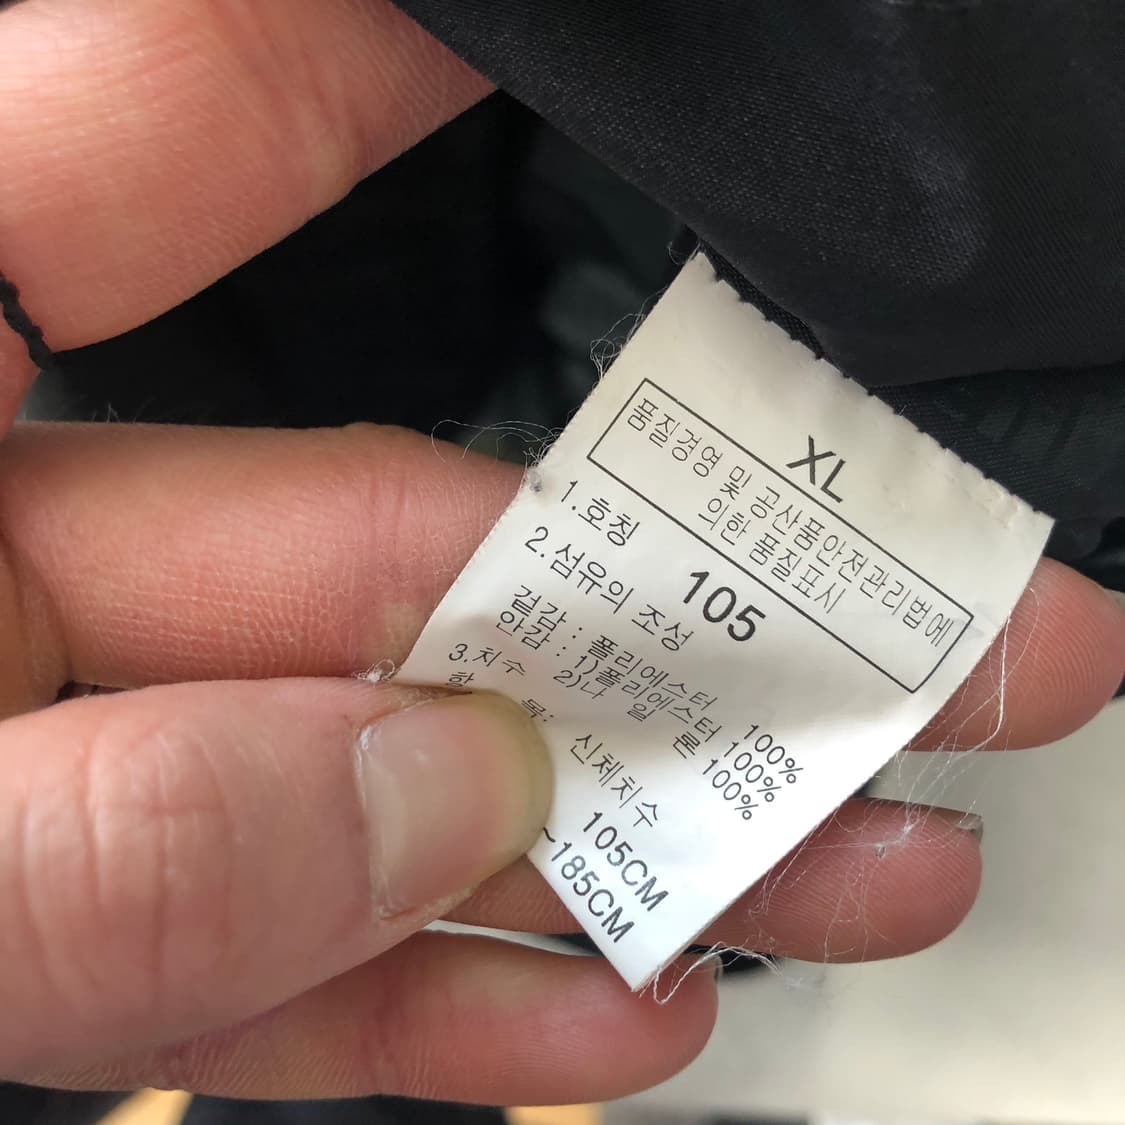 XL
품질경영 및 공산품안전관리법에
의한 품질표시
1.호칭 105
2.섬유의 조성
겉감 : 폴리에스터 100%
안감 : 1)폴리에스터 100%
2)나 일 론 100%
3.치수
항 목: 신체치수
105CM
~185CM